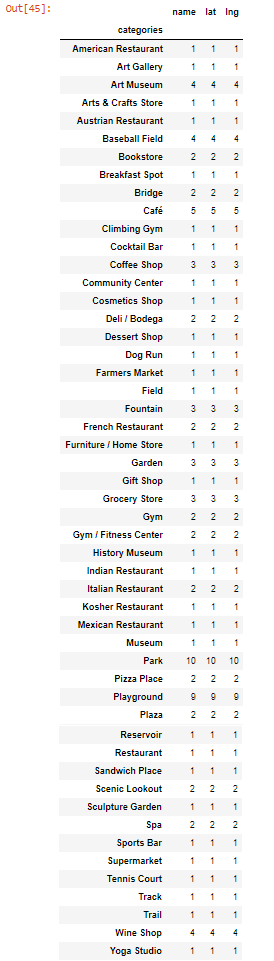 Out[45]:
name lat lng
categories
American Restaurant 1 1 1
Art Gallery 1 1 1
Art Museum 4 4 4
Arts & Crafts Store 1 1 1
Austrian Restaurant 1 1 1
Baseball Field 4 4 4
Bookstore 2 2 2
Breakfast Spot 1 1 1
Bridge 2 2 2
Café 5 5 5
Climbing Gym 1 1 1
Cocktail Bar 1 1 1
Coffee Shop 3 3 3
Community Center 1 1 1
Cosmetics Shop 1 1 1
Deli / Bodega 2 2 2
Dessert Shop 1 1 1
Dog Run 1 1 1
Farmers Market 1 1 1
Field 1 1 1
Fountain 3 3 3
French Restaurant 2 2 2
Furniture / Home Store 1 1 1
Garden 3 3 3
Gift Shop 1 1 1
Grocery Store 3 3 3
Gym 2 2 2
Gym / Fitness Center 2 2 2
History Museum 1 1 1
Indian Restaurant 1 1 1
Italian Restaurant 2 2 2
Kosher Restaurant 1 1 1
Mexican Restaurant 1 1 1
Museum 1 1 1
Park 10 10 10
Pizza Place 2 2 2
Playground 9 9 9
Plaza 2 2 2
Reservoir 1 1 1
Restaurant 1 1 1
Sandwich Place 1 1 1
Scenic Lookout 2 2 2
Sculpture Garden 1 1 1
Spa 2 2 2
Sports Bar 1 1 1
Supermarket 1 1 1
Tennis Court 1 1 1
Track 1 1 1
Trail 1 1 1
Wine Shop 4 4 4
Yoga Studio 1 1 1